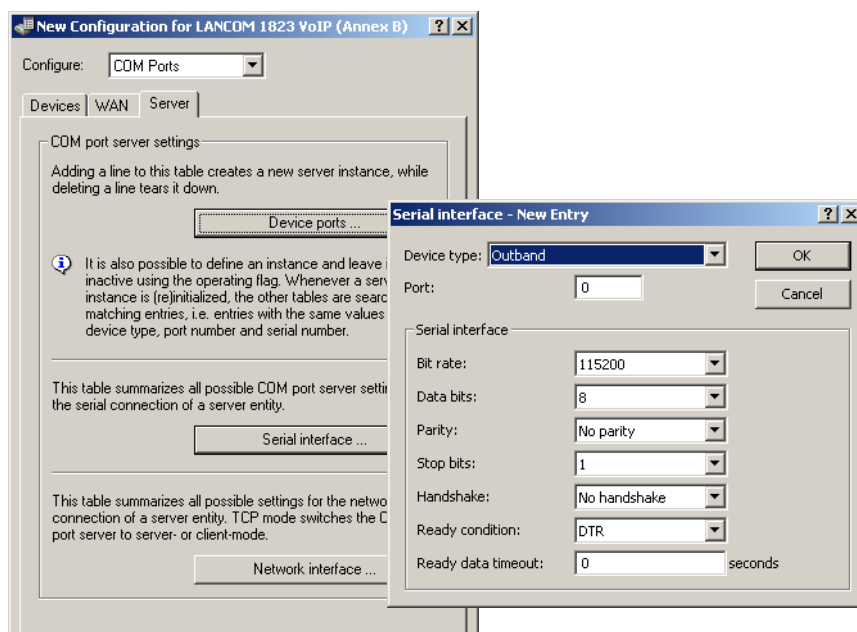 New Configuration for LANCOM 1823 VoIP (Annex B)
Configure: COM Ports
Devices WAN Server
COM port server settings
Adding a line to this table creates a new server instance, while
deleting a line tears it down.
Device ports ...
It is also possible to define an instance and leave
inactive using the operating flag. Whenever a
instance is (re)initialized, the other tables are
matching entries, i.e. entries with the same values
device type, port number and serial number.
This table summarizes all possible COM port server
the serial connection of a server entity.
Serial interface ...
This table summarizes all possible settings for the
connection of a server entity. TCP mode switches the
port server to server- or client-mode.
Network interface ...
Serial interface - New Entry
Device type: Outband
OK
Port: 0
Cancel
Serial interface
Bit rate: 115200
Data bits: 8
Parity: No parity
Stop bits: 1
Handshake: No handshake
Ready condition: DTR
Ready data timeout: 0 seconds